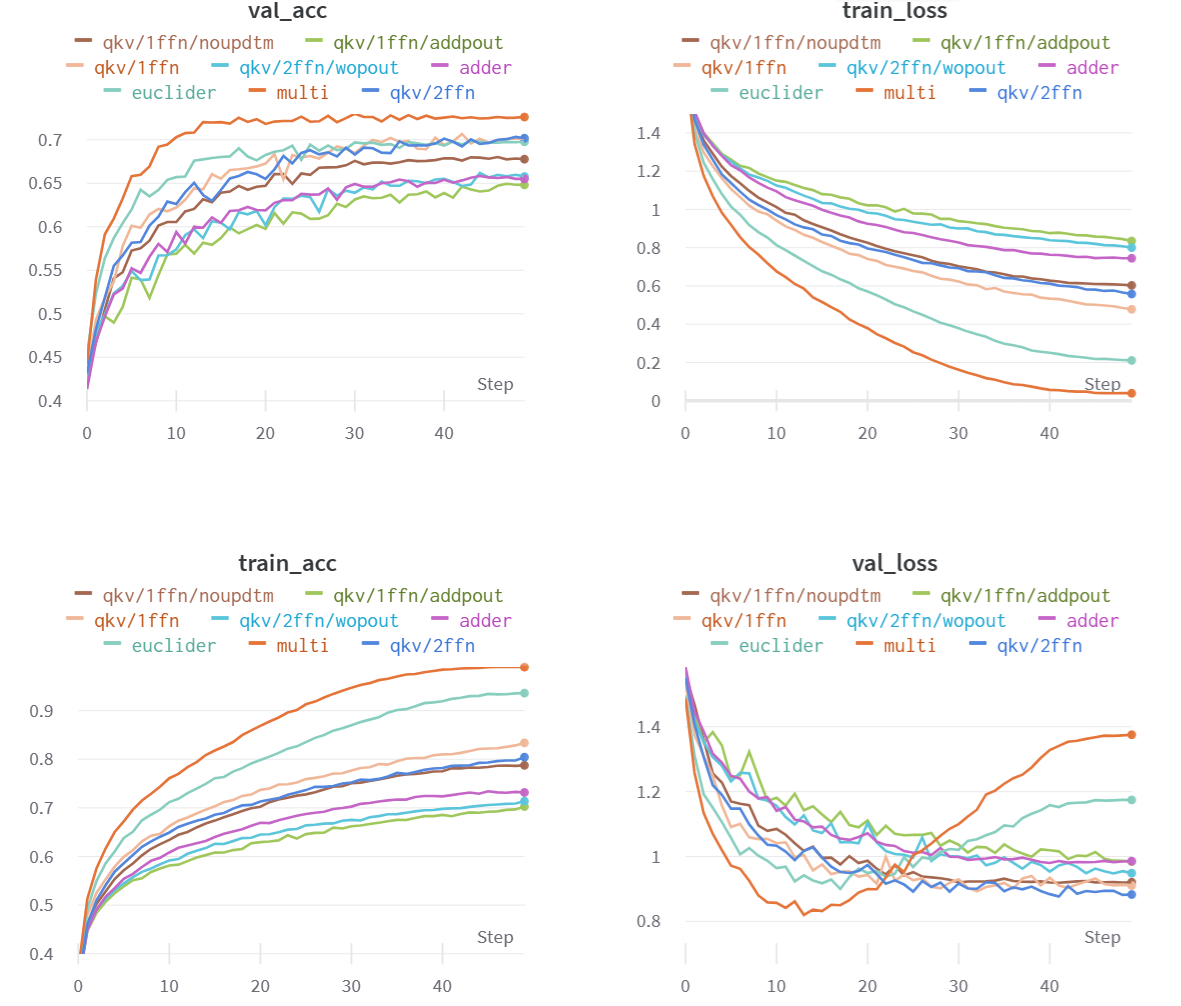 val_acc
qkv/1ffn/noupdtm qkv/1ffn/addpout
qkv/1ffn qkv/2ffn/wopout adder
euclider multi qkv/2ffn
0.7
0.65
0.6
0.55
0.5
0.45
0.4
Step
0 10 20 30 40
train_loss
qkv/1ffn/noupdtm qkv/1ffn/addpout
qkv/1ffn qkv/2ffn/wopout adder
euclider multi qkv/2ffn
1.4
1.2
1
0.8
0.6
0.4
0.2
0
Step
0 10 20 30 40
train_acc
qkv/1ffn/noupdtm qkv/1ffn/addpout
qkv/1ffn qkv/2ffn/wopout adder
euclider multi qkv/2ffn
0.9
0.8
0.7
0.6
0.5
0.4
Step
0 10 20 30 40
val_loss
qkv/1ffn/noupdtm qkv/1ffn/addpout
qkv/1ffn qkv/2ffn/wopout adder
euclider multi qkv/2ffn
1.4
1.2
1
0.8
Step
0 10 20 30 40